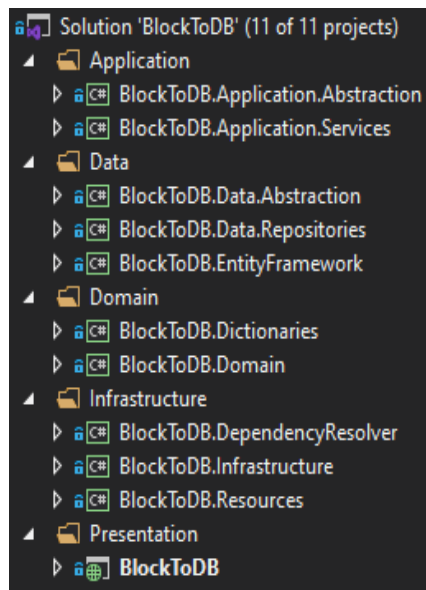 Solution 'BlockToDB' (11 of 11 projects)
Application
C# BlockToDB.Application.Abstraction
C# BlockToDB.Application.Services
Data
C# BlockToDB.Data.Abstraction
C# BlockToDB.Data.Repositories
C# BlockToDB.EntityFramework
Domain
C# BlockToDB.Dictionaries
C# BlockToDB.Domain
Infrastructure
C# BlockToDB.DependencyResolver
C# BlockToDB.Infrastructure
C# BlockToDB.Resources
Presentation
BlockToDB